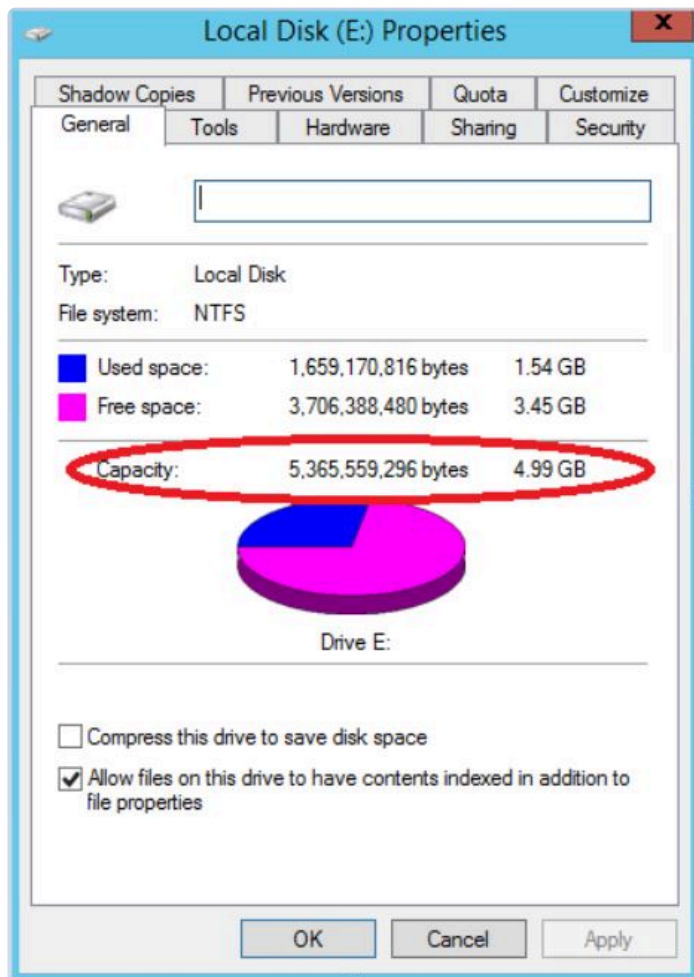 Local Disk (E:) Properties
x
Shadow Copies Previous Versions Quota Customize
General Tools Hardware Sharing Security
Type: Local Disk
File system: NTFS
Used space: 1,659,170,816 bytes 1.54 GB
Free space: 3,706,388,480 bytes 3.45 GB
Capacity: 5,365,559,296 bytes 4.99 GB
Drive E:
Compress this drive to save disk space
Allow files on this drive to have contents indexed in addition to
file properties
OK Cancel Apply